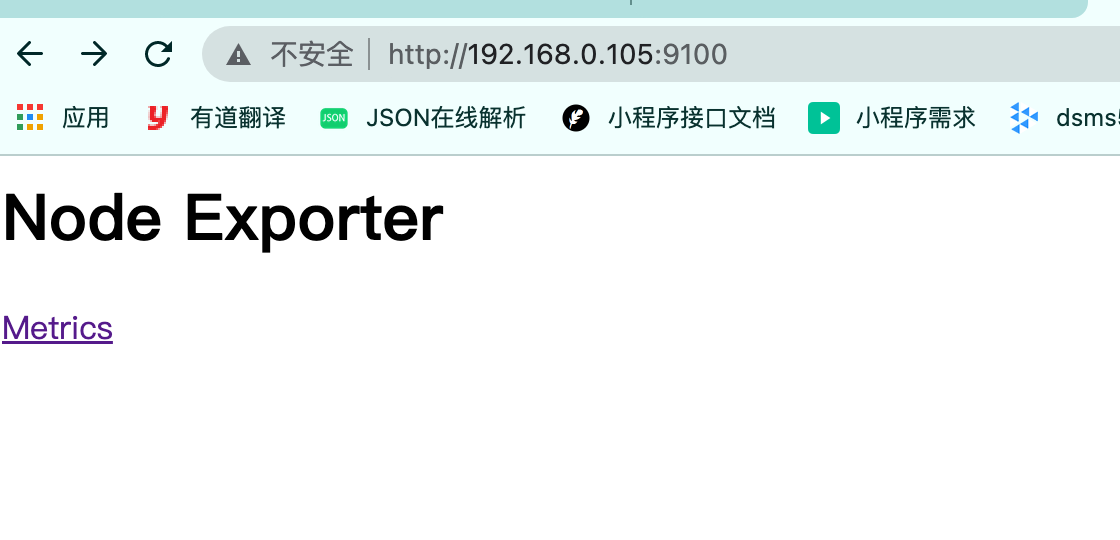 不安全 http://192.168.0.105:9100
应用 有道翻译 JSON JSON在线解析 小程序接口文档 小程序需求 dsms
Node Exporter
Metrics